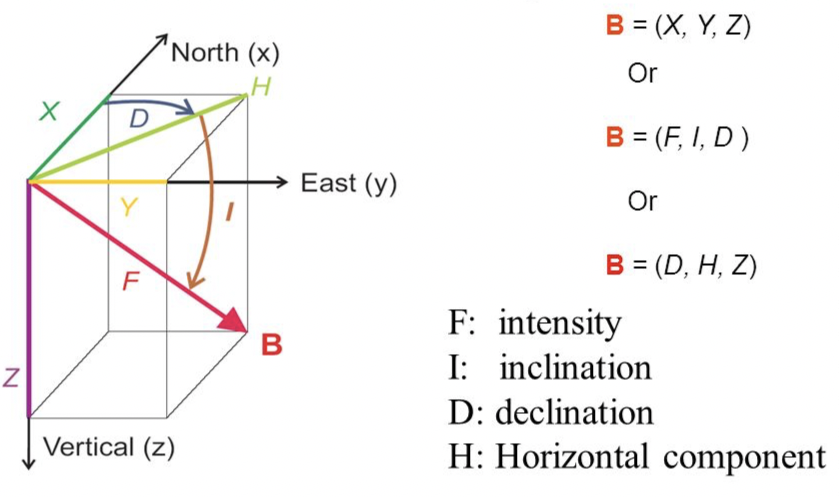 North (x)
H
X
D
East (y)
Y
I
F
B
Z
Vertical (z)
B = (X, Y, Z)
Or
B = (F, I, D )
Or
B = (D, H, Z)
F: intensity
I: inclination
D: declination
H: Horizontal component